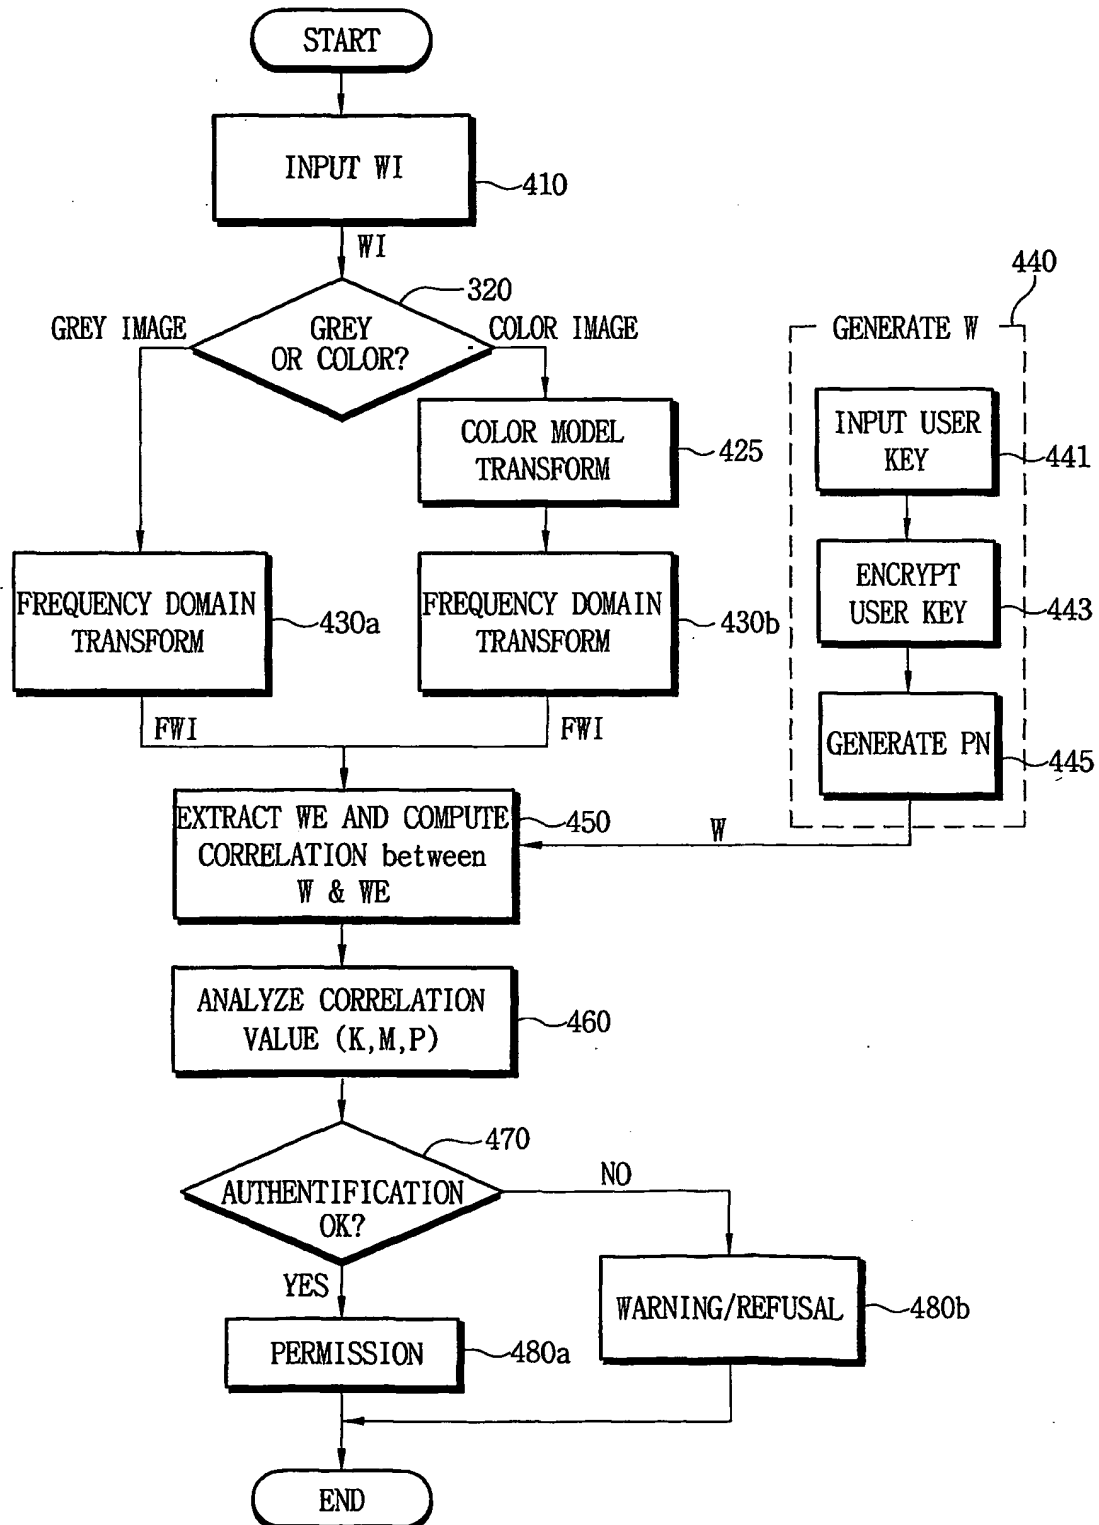 START
INPUT WI
410
WI
320
GREY IMAGE
GREY
OR COLOR?
COLOR IMAGE
COLOR MODEL
TRANSFORM
425
FREQUENCY DOMAIN
TRANSFORM
430a
FREQUENCY DOMAIN
TRANSFORM
430b
FWI
FWI
440
GENERATE W
INPUT USER
KEY
441
ENCRYPT
USER KEY
443
GENERATE PN
445
W
EXTRACT WE AND COMPUTE
CORRELATION between
W & WE
450
ANALYZE CORRELATION
VALUE (K,M,P)
460
470
AUTHENTIFICATION
OK?
NO
YES
WARNING/REFUSAL
480b
PERMISSION
480a
END